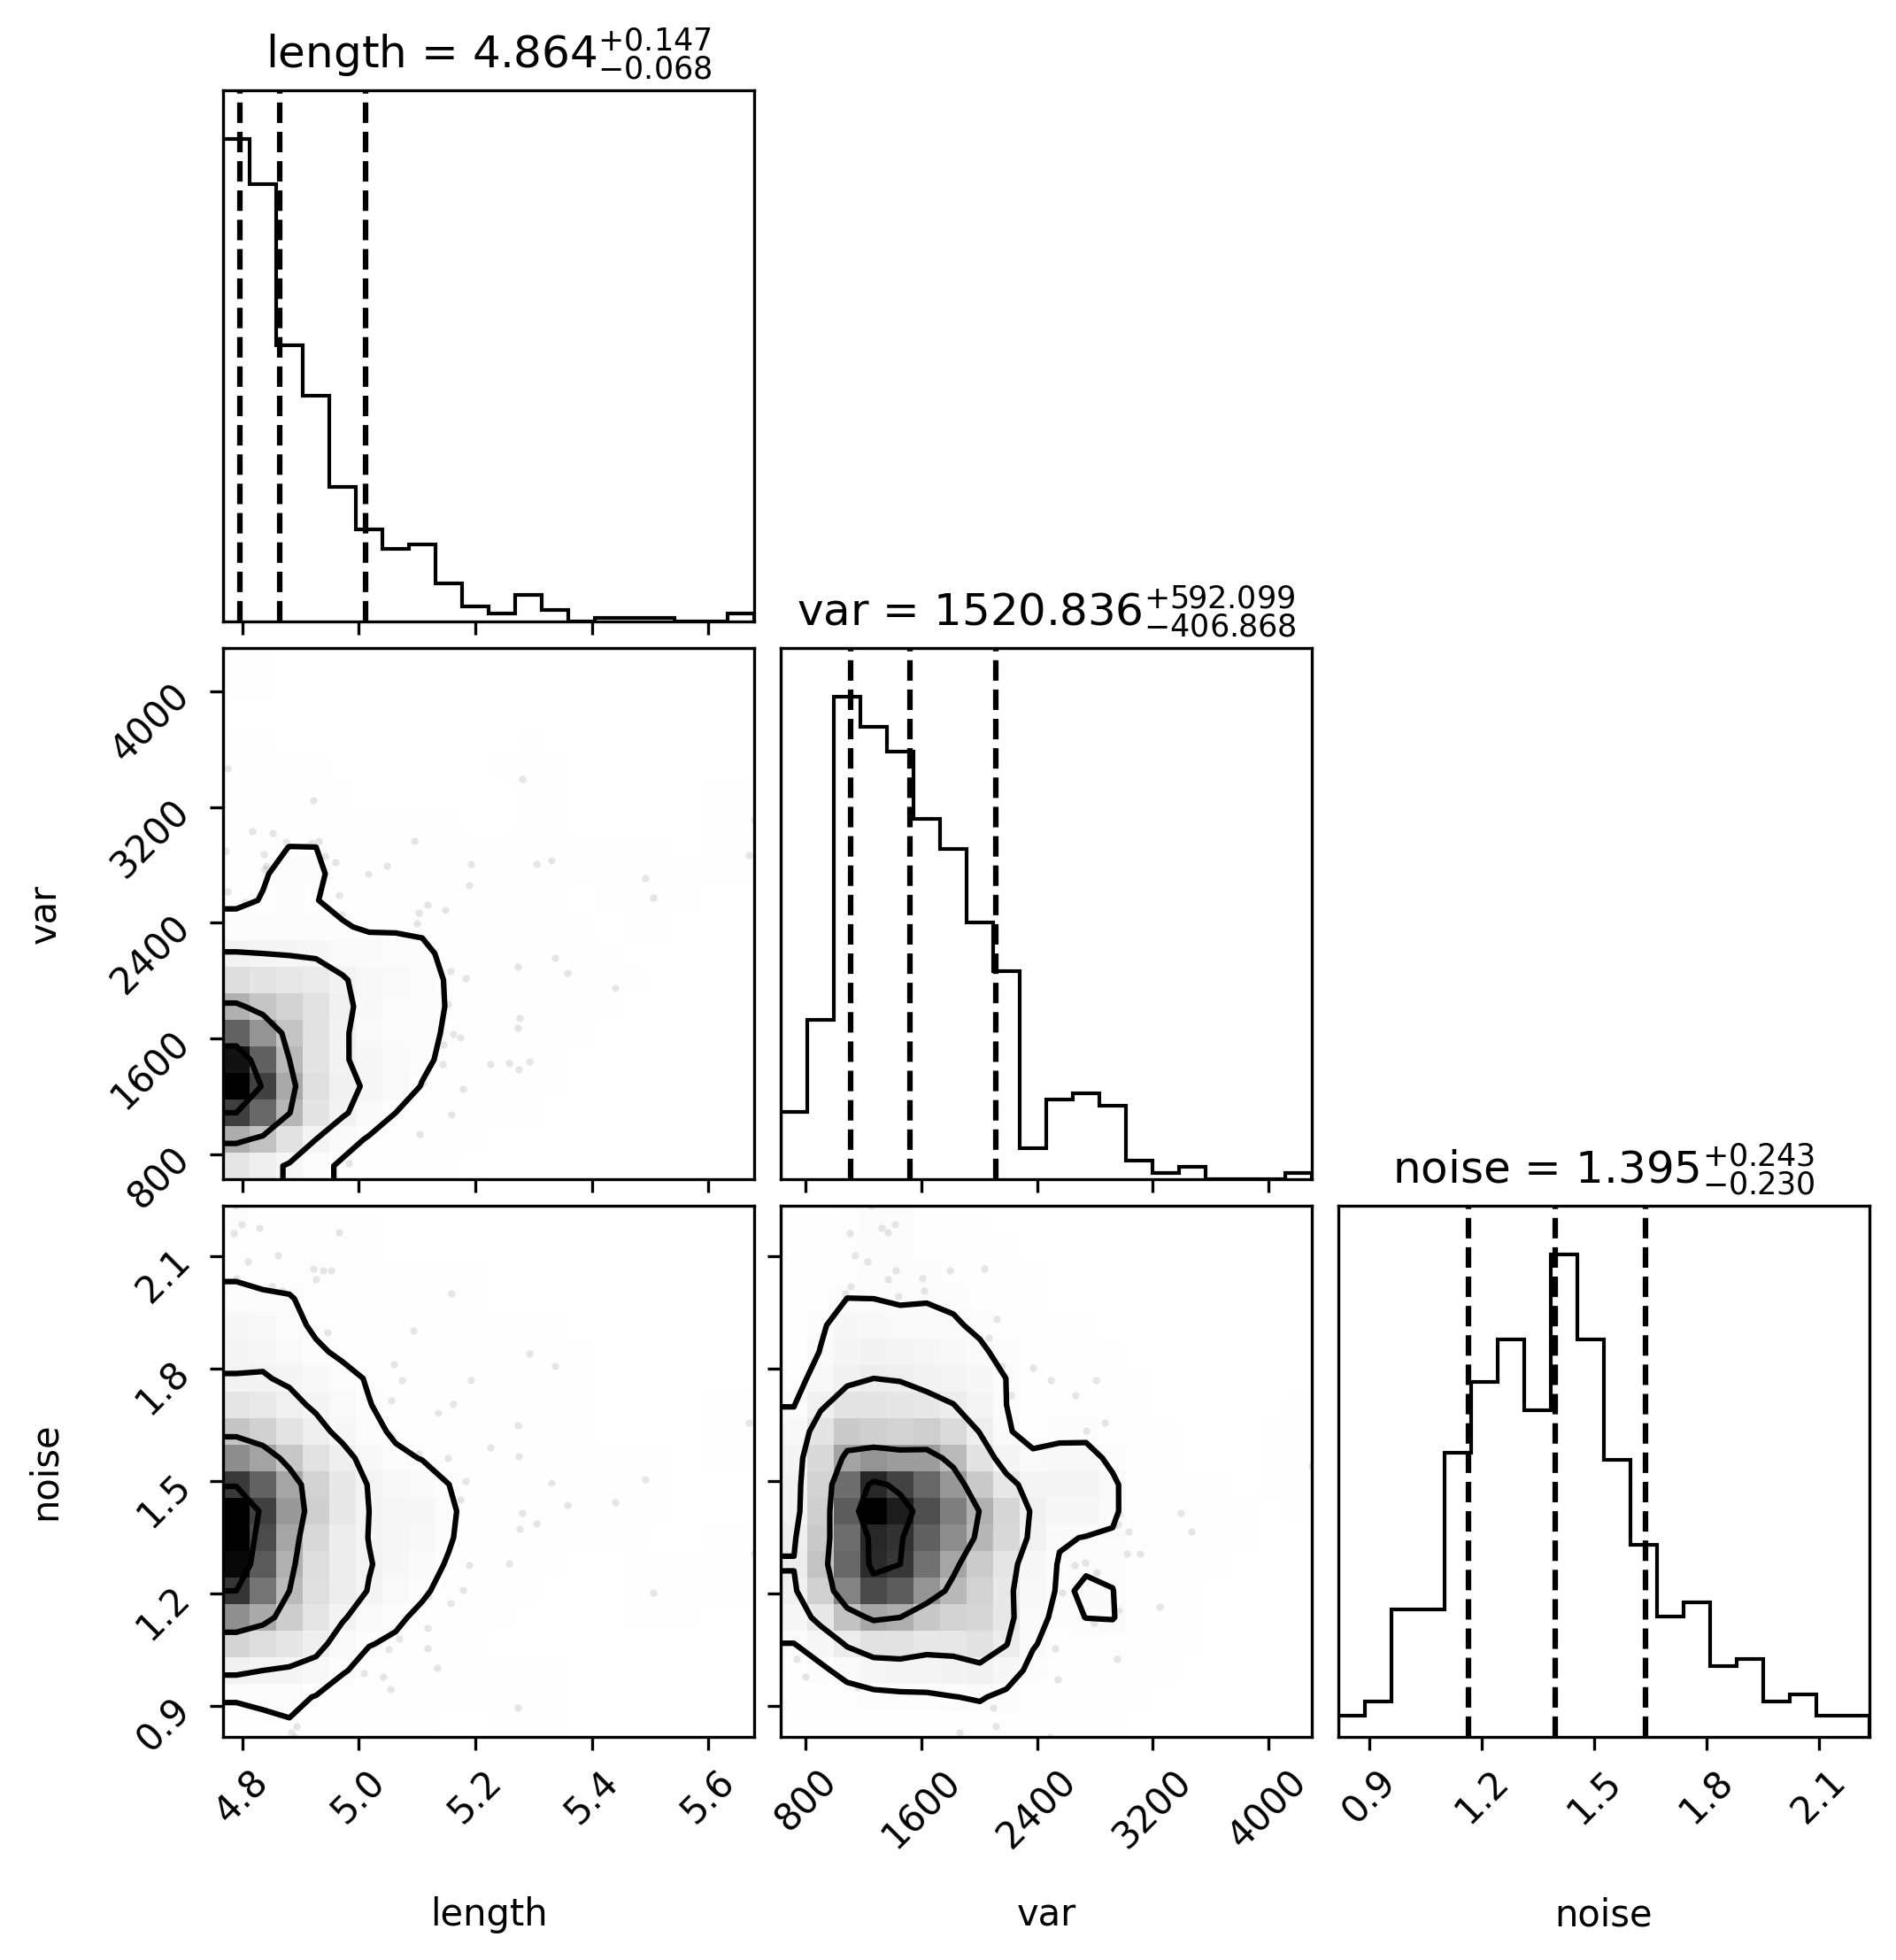 length = 4.864 +0.147 −0.068
var = 1520.836 +592.099 −406.868
4000
3200
2400
1600
800
var
noise = 1.395 +0.243 −0.230
2.1
1.8
1.5
1.2
0.9
noise
4.8 5.0 5.2 5.4 5.6 800 1600 2400 3200 4000 0.9 1.2 1.5 1.8 2.1
length var noise